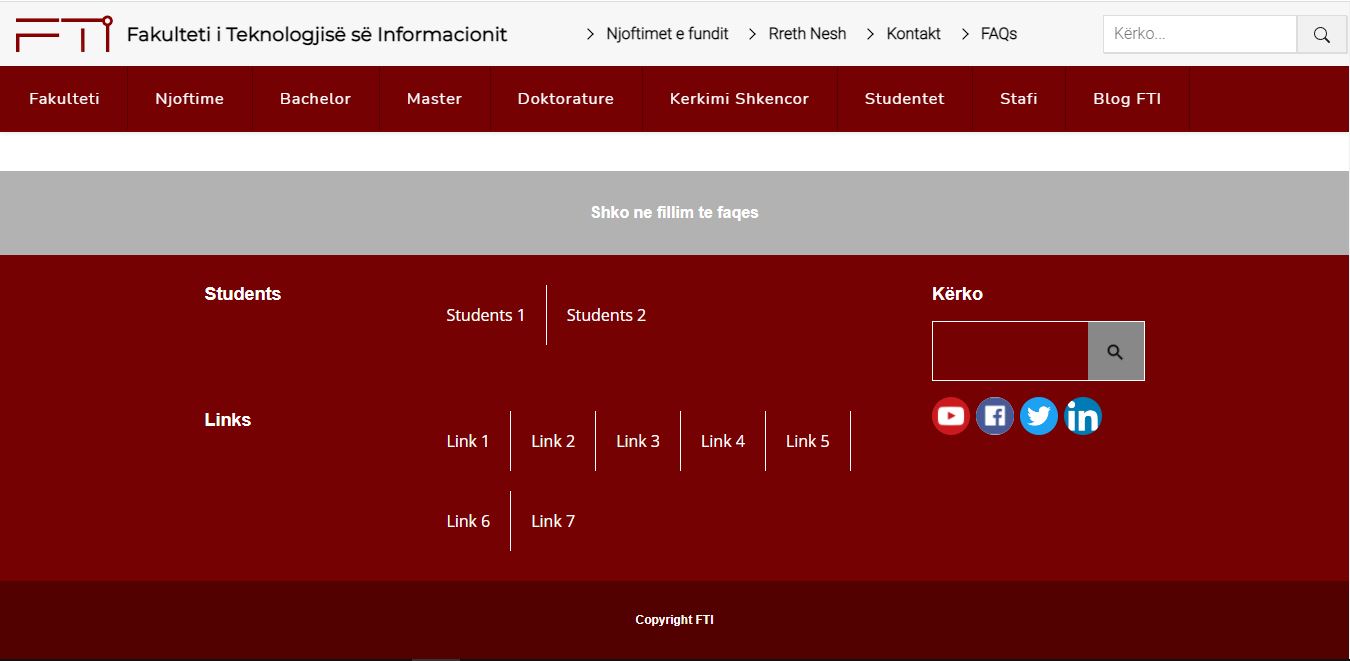 FTI Fakulteti i Teknologjisë së Informacionit Njoftimet e fundit Rreth Nesh Kontakt FAQs Kërko...
Fakulteti Njoftime Bachelor Master Doktorature Kerkimi Shkencor Studentet Stafi Blog FTI
Shko ne fillim te faqes
Students
Students 1 Students 2
Links
Link 1 Link 2 Link 3 Link 4 Link 5
Link 6 Link 7
Kërko
in
Copyright FTI